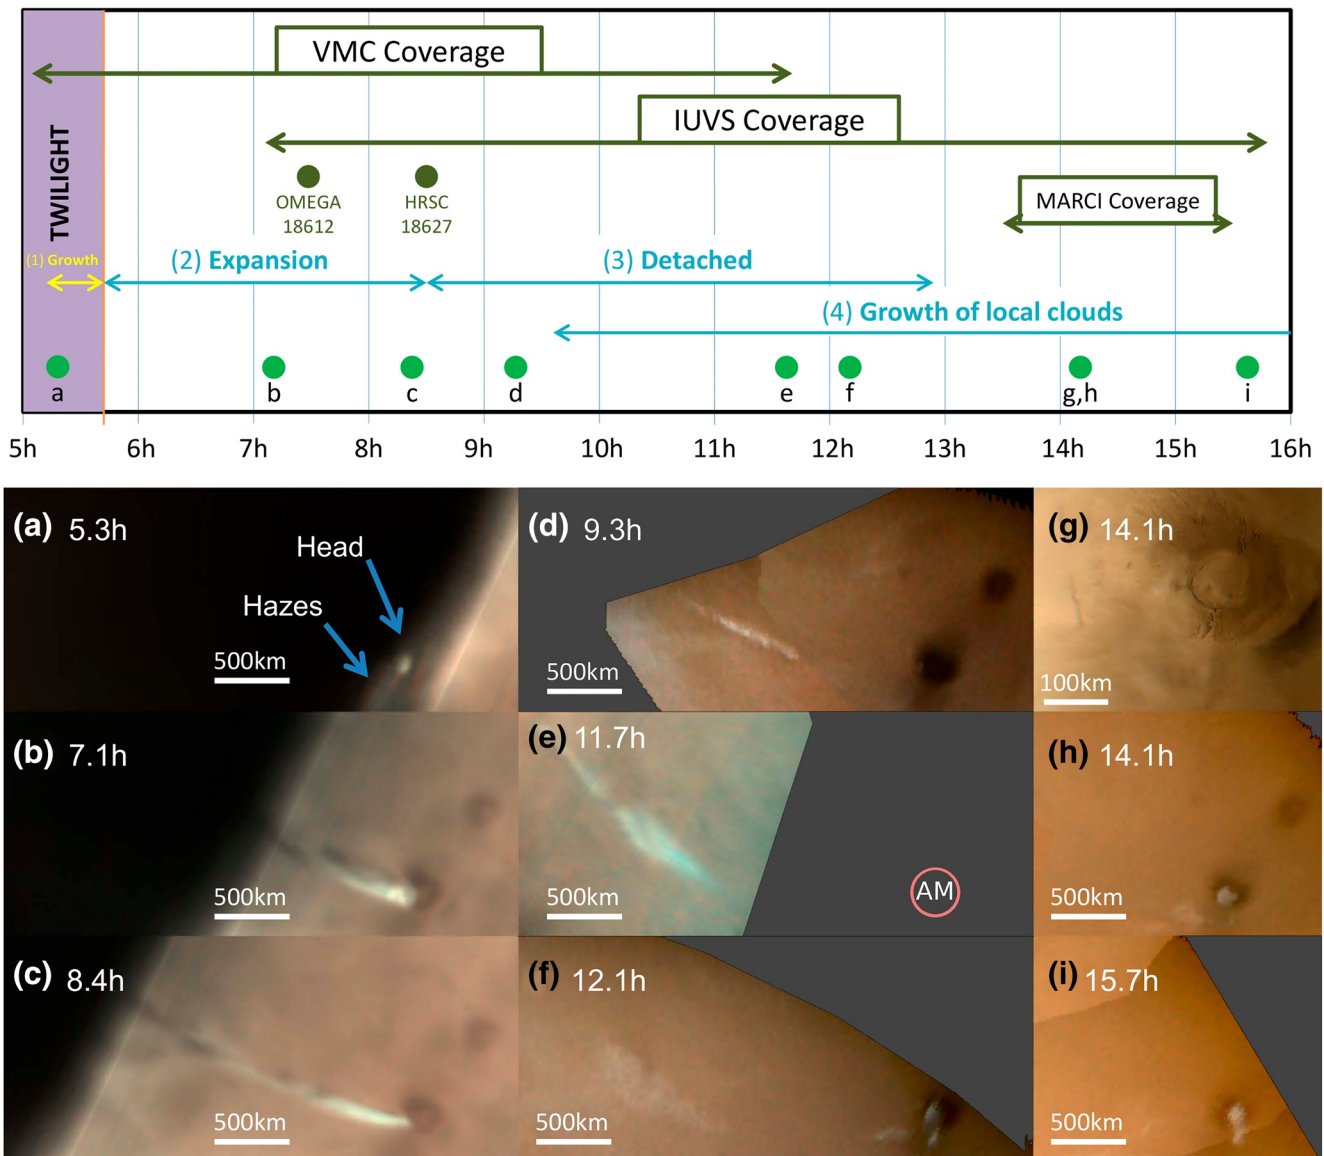 VMC Coverage
IUVS Coverage
TWILIGHT
OMEGA
18612
HRSC
18627
MARCI Coverage
(1) Growth
(2) Expansion
(3) Detached
(4) Growth of local clouds
a
b
c
d
e
f
g,h
i
5h
6h
7h
8h
9h
10h
11h
12h
13h
14h
15h
16h
(a) 5.3h
Head
Hazes
500km
(b) 7.1h
500km
(c) 8.4h
500km
(d) 9.3h
500km
(e) 11.7h
500km
AM
(f) 12.1h
500km
(g) 14.1h
100km
(h) 14.1h
500km
(i) 15.7h
500km